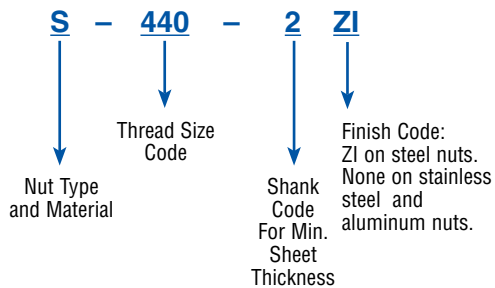 S – 440 – 2 ZI
Thread Size
Code
Nut Type
and Material
Shank
Code
For Min.
Sheet
Thickness
Finish Code:
ZI on steel nuts.
None on stainless
steel and
aluminum nuts.